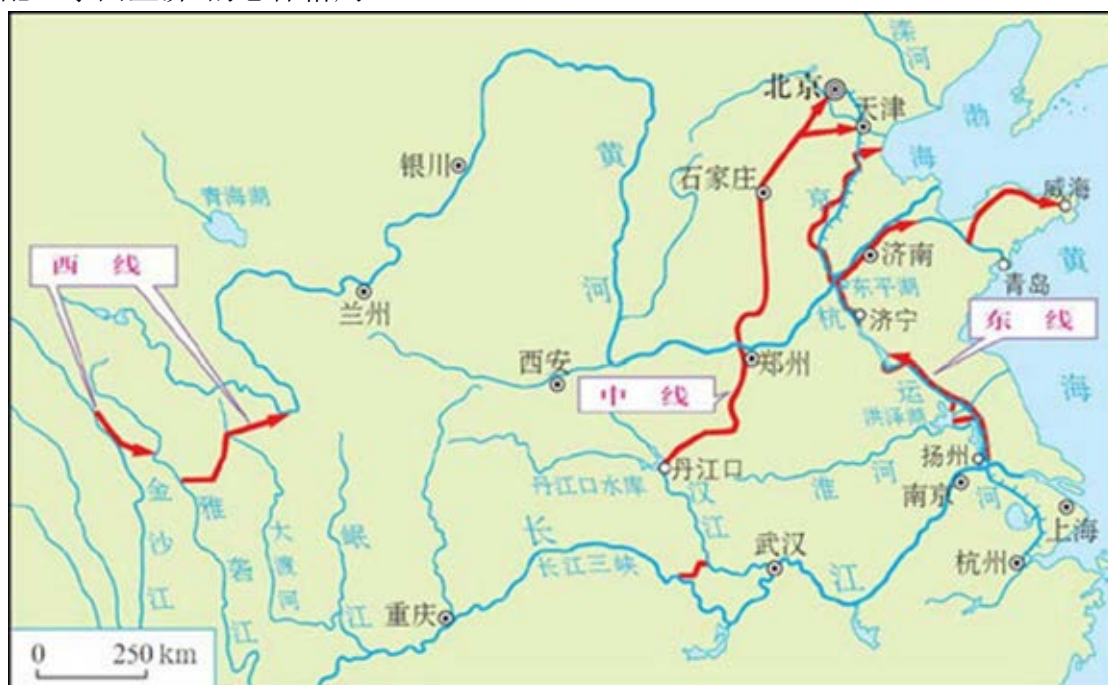 北京
天津
滦河
渤海
银川
黄河
石家庄
京杭运河
威海
青海湖
西 线
济南
青岛
黄海
兰州
东平湖
济宁
东 线
西安
郑州
中 线
洪泽湖
扬州
丹江口
丹江口水库
汉江
淮河
南京
上海
金沙江
雅砻江
大渡河
岷江
长江
长江三峡
武汉
杭州
重庆
0 250 km